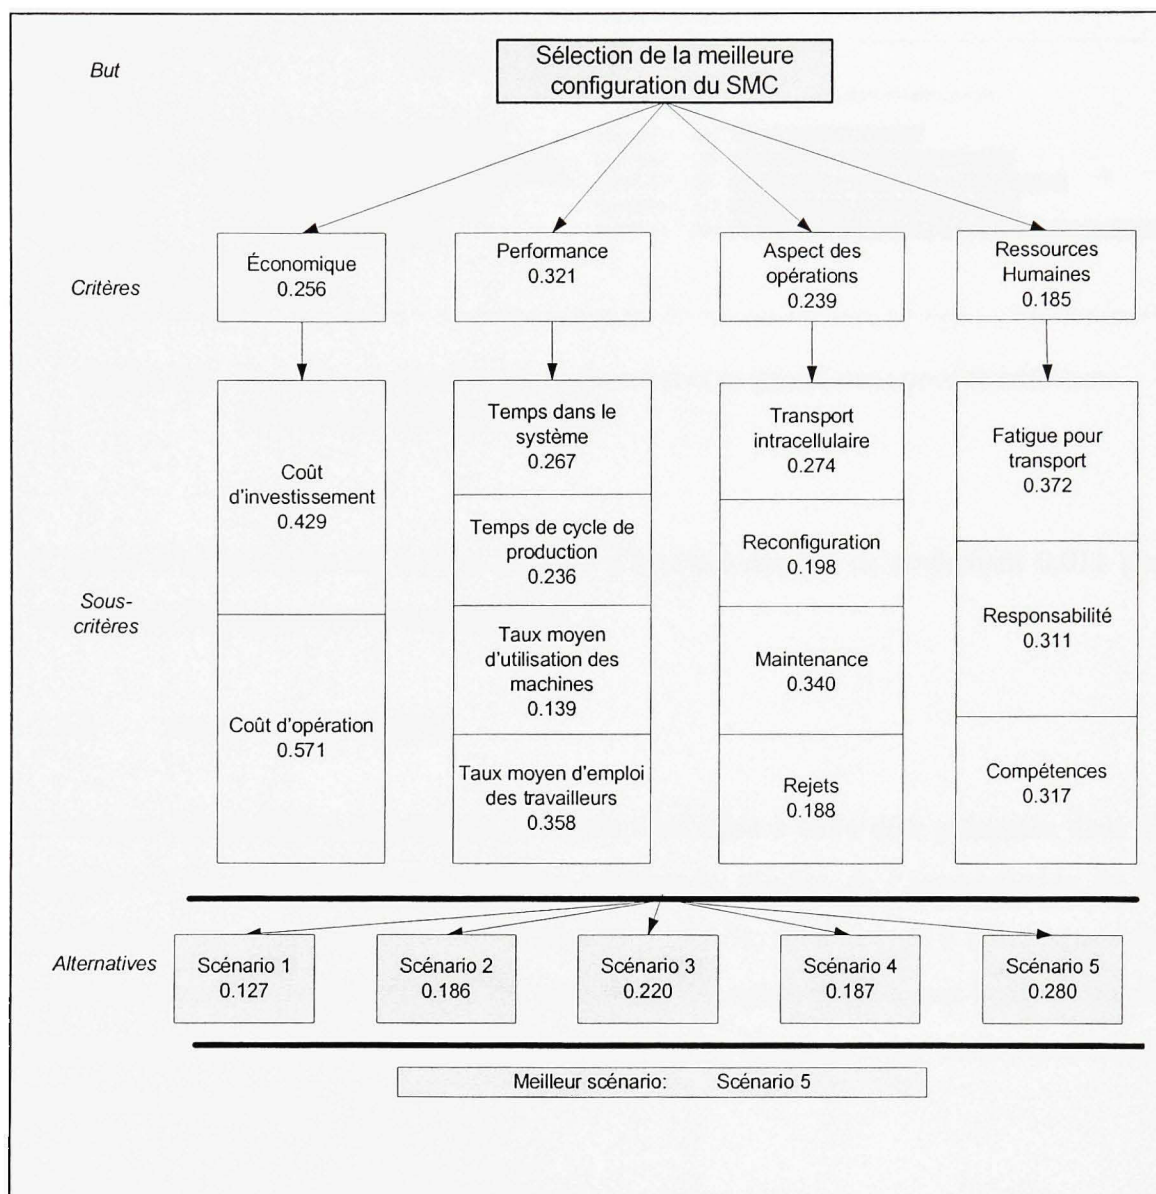 But
Sélection de la meilleure
configuration du SMC
Critères
Économique
0.256
Performance
0.321
Aspect des
opérations
0.239
Ressources
Humaines
0.185
Sous-
critères
Coût
d'investissement
0.429
Coût d'opération
0.571
Temps dans le
système
0.267
Temps de cycle de
production
0.236
Taux moyen
d'utilisation des
machines
0.139
Taux moyen d'emploi
des travailleurs
0.358
Transport
intracellulaire
0.274
Reconfiguration
0.198
Maintenance
0.340
Rejets
0.188
Fatigue pour
transport
0.372
Responsabilité
0.311
Compétences
0.317
Alternatives
Scénario 1
0.127
Scénario 2
0.186
Scénario 3
0.220
Scénario 4
0.187
Scénario 5
0.280
Meilleur scénario: Scénario 5